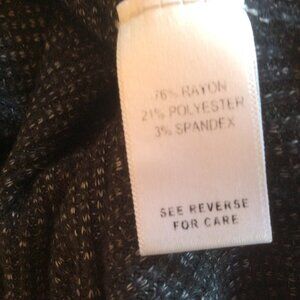 76% RAYON
21% POLYESTER
3% SPANDEX
SEE REVERSE
FOR CARE